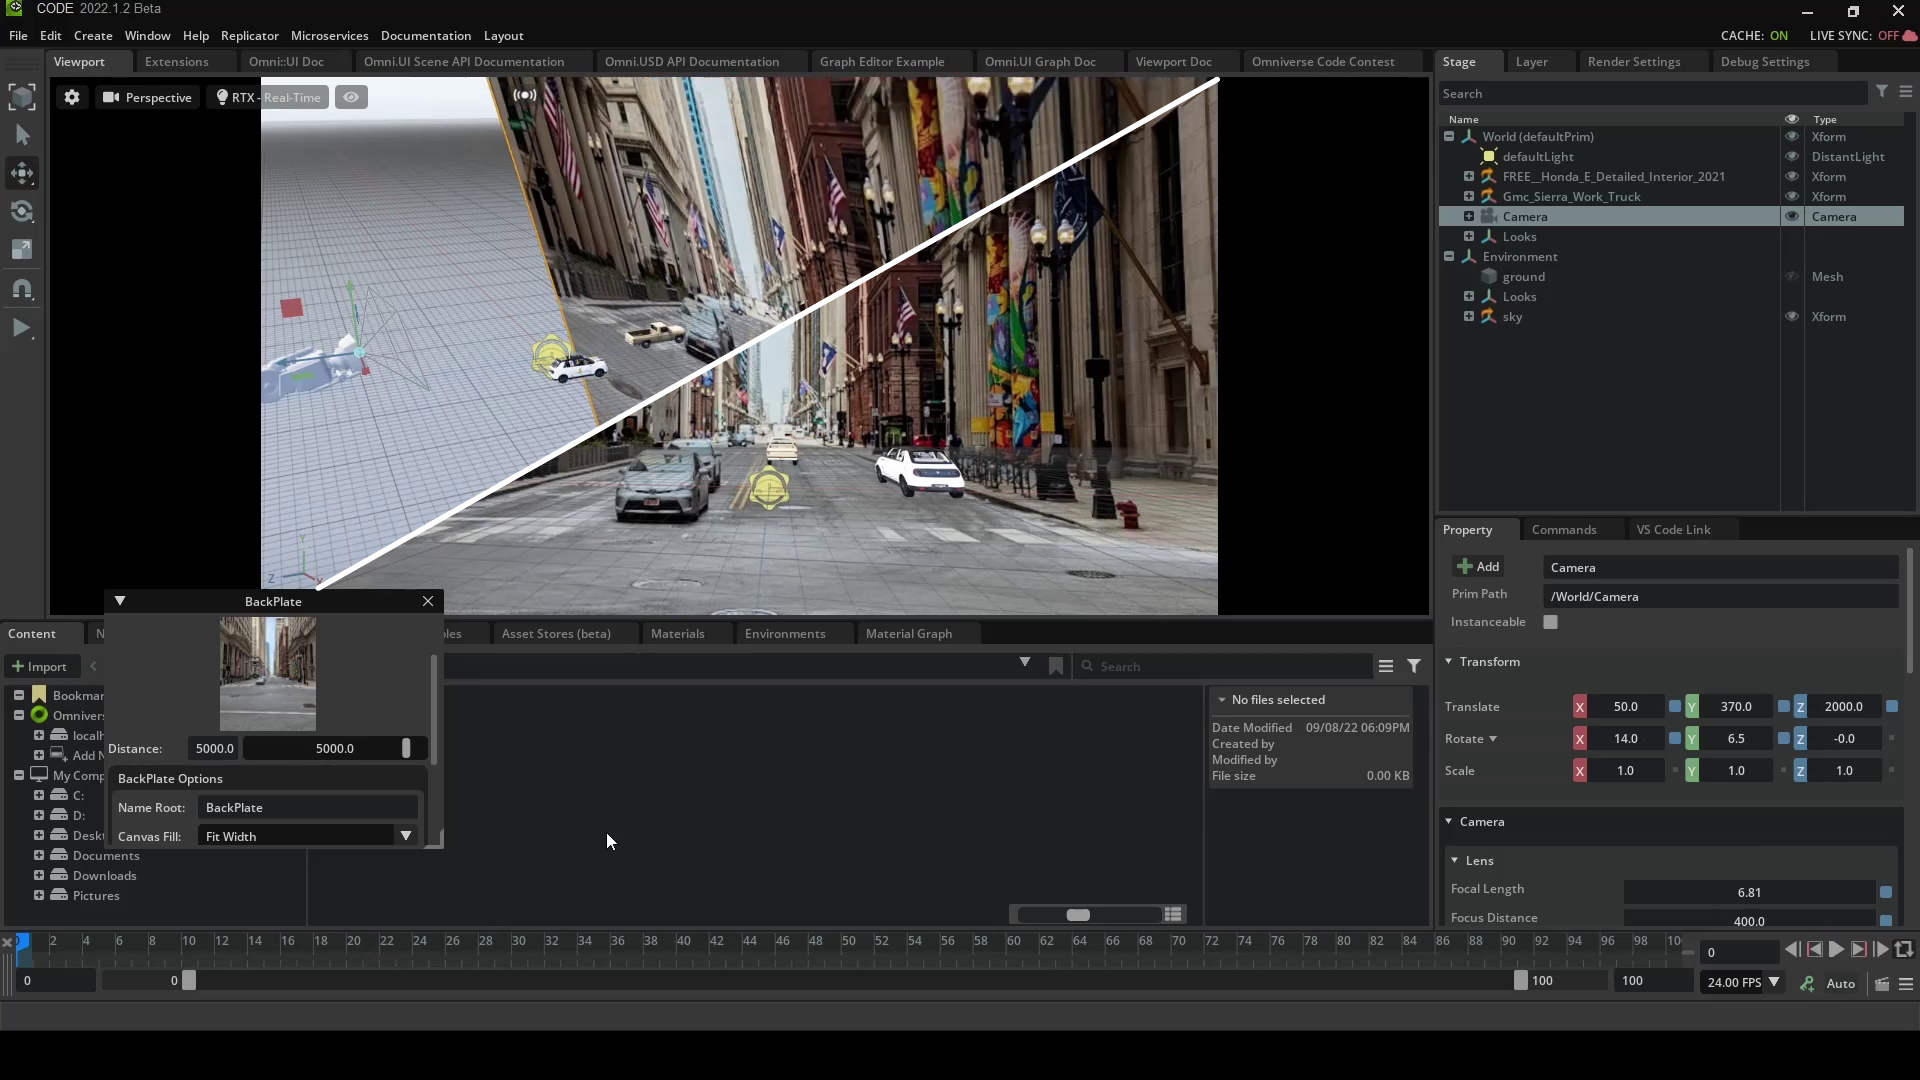 CODE 2022.1.2 Beta
File Edit Create Window Help Replicator Microservices Documentation Layout
CACHE: ON LIVE SYNC: OFF
Viewport Extensions Omni::UI Doc Omni.UI Scene API Documentation Omni.USD API Documentation Graph Editor Example Omni.UI Graph Doc Viewport Doc Omniverse Code Contest
Perspective RTX - Real-Time
Stage Layer Render Settings Debug Settings
Search
Name Type
World (defaultPrim) Xform
defaultLight DistantLight
FREE__Honda_E_Detailed_Interior_2021 Xform
Gmc_Sierra_Work_Truck Xform
Camera Camera
Looks
Environment
ground Mesh
Looks
sky Xform
Y
Z
Property Commands VS Code Link
Add Camera
Prim Path /World/Camera
Instanceable
Transform
Translate X 50.0 Y 370.0 Z 2000.0
Rotate X 14.0 Y 6.5 Z -0.0
Scale X 1.0 Y 1.0 Z 1.0
Camera
Lens
Focal Length 6.81
Focus Distance 400.0
BackPlate
Distance: 5000.0 5000.0
BackPlate Options
Name Root: BackPlate
Canvas Fill: Fit Width
Content N les Asset Stores (beta) Materials Environments Material Graph
Import Search
Bookmar
Omnivers
localh
Add N
My Comp
C:
D:
Deskt
Documents
Downloads
Pictures
No files selected
Date Modified 09/08/22 06:09PM
Created by
Modified by
File size 0.00 KB
2 4 6 8 10 12 14 16 18 20 22 24 26 28 30 32 34 36 38 40 42 44 46 48 50 52 54 56 58 60 62 64 66 68 70 72 74 76 78 80 82 84 86 88 90 92 94 96 98 10
0
0 0 100 100 24.00 FPS Auto